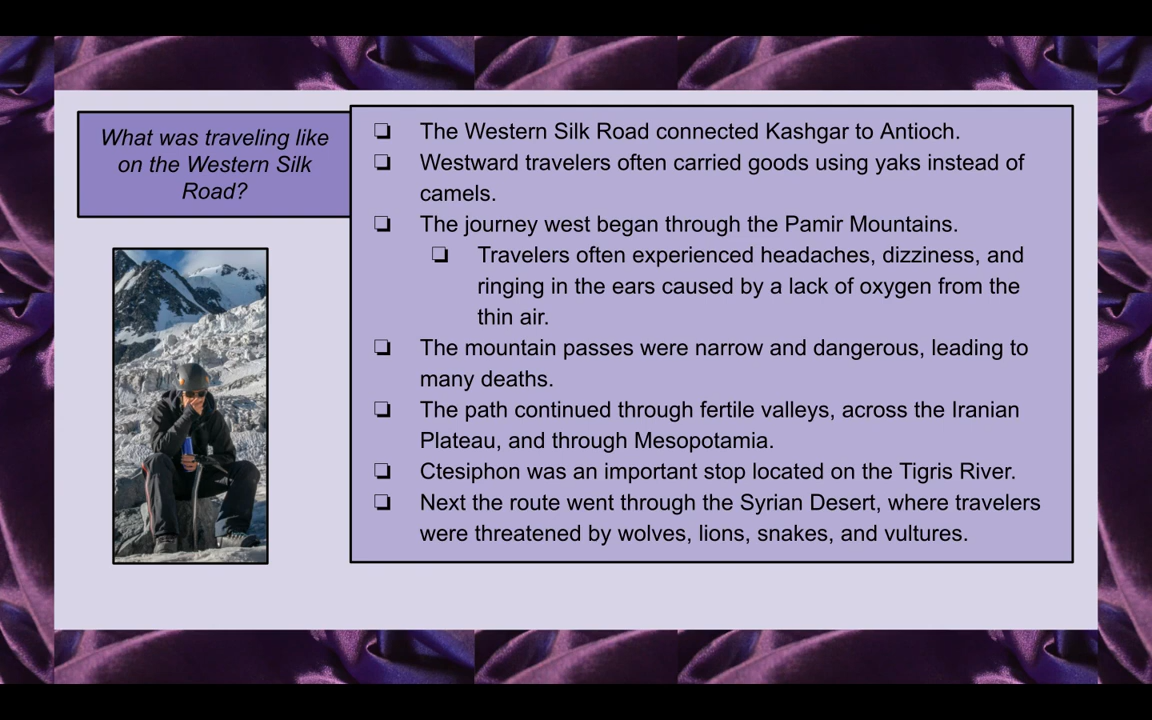 What was traveling like
on the Western Silk
Road?
❏ The Western Silk Road connected Kashgar to Antioch.
❏ Westward travelers often carried goods using yaks instead of
camels.
❏ The journey west began through the Pamir Mountains.
❏ Travelers often experienced headaches, dizziness, and
ringing in the ears caused by a lack of oxygen from the
thin air.
❏ The mountain passes were narrow and dangerous, leading to
many deaths.
❏ The path continued through fertile valleys, across the Iranian
Plateau, and through Mesopotamia.
❏ Ctesiphon was an important stop located on the Tigris River.
❏ Next the route went through the Syrian Desert, where travelers
were threatened by wolves, lions, snakes, and vultures.